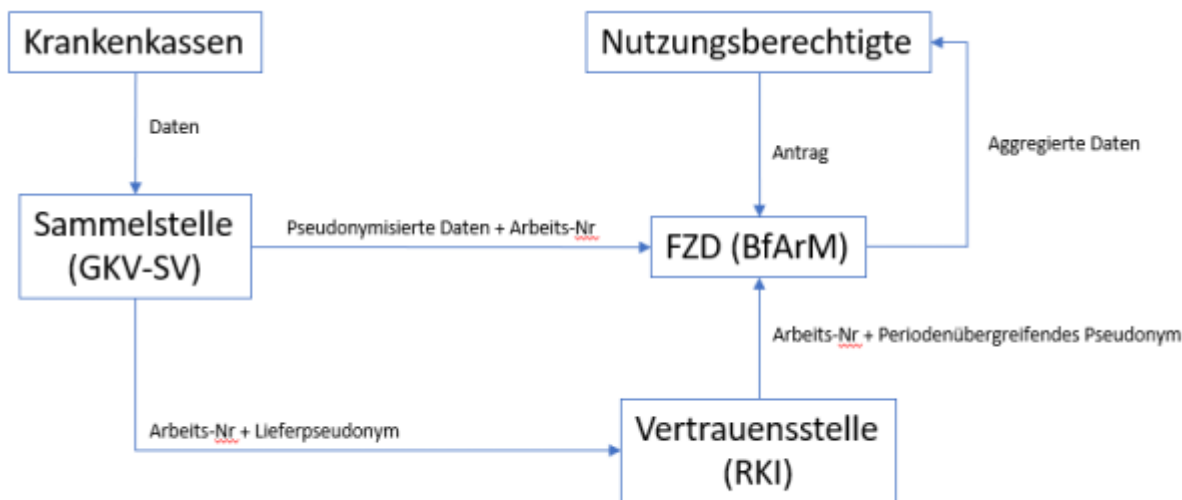 Krankenkassen
Nutzungsberechtigte
Daten
Antrag
Aggregierte Daten
Sammelstelle
(GKV-SV)
Pseudonymisierte Daten + Arbeits-Nr
FZD (BfArM)
Arbeits-Nr + Periodenübergreifendes Pseudonym
Arbeits-Nr + Lieferpseudonym
Vertrauensstelle
(RKI)